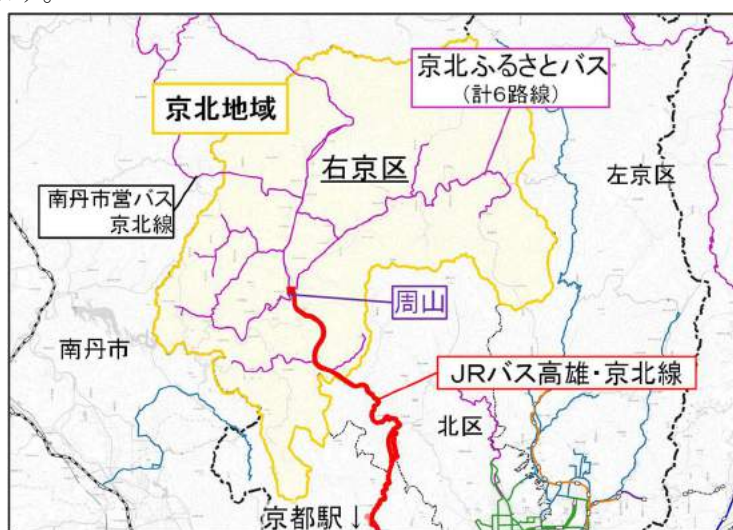 す。
京北ふるさとバス
(計6路線)
京北地域
右京区
左京区
南丹市営バス
京北線
周山
南丹市
JRバス高雄・京北線
北区
京都駅↓